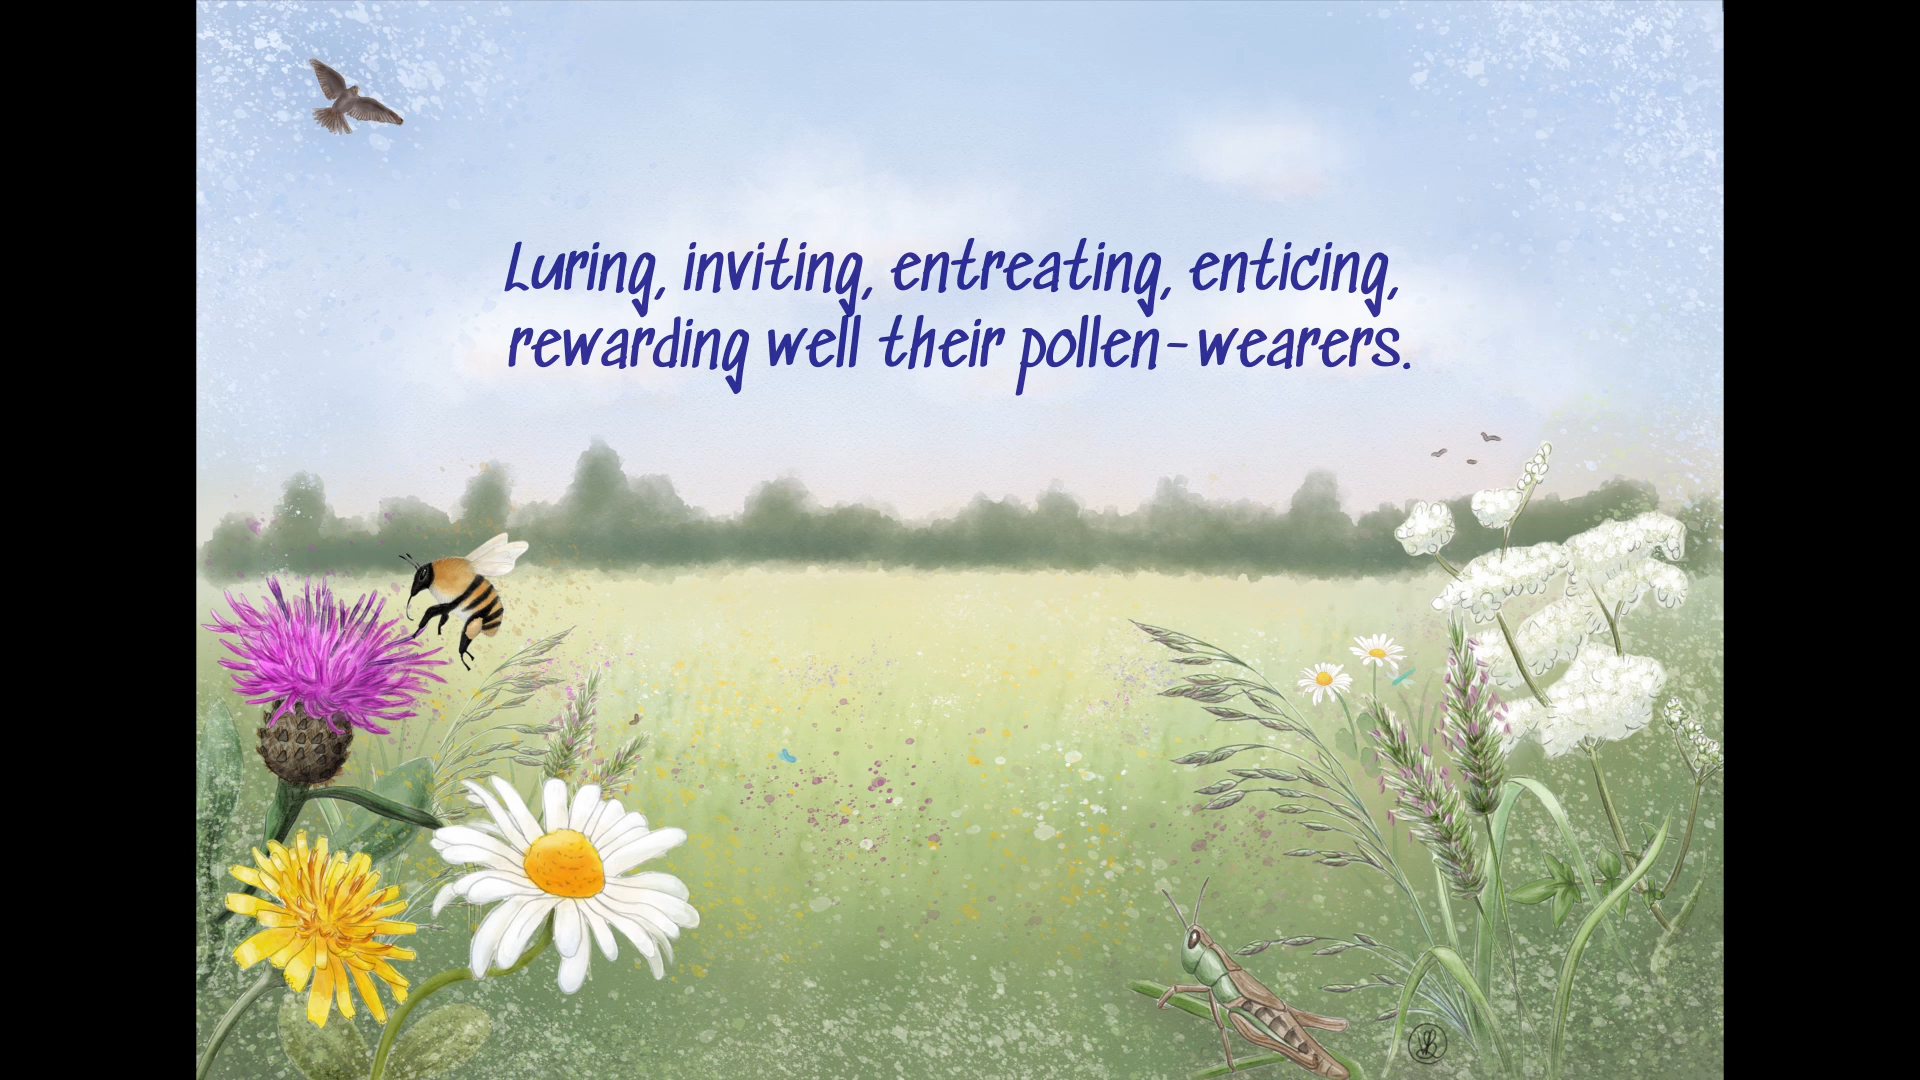 Luring, inviting, entreating, enticing,
rewarding well their pollen-wearers.